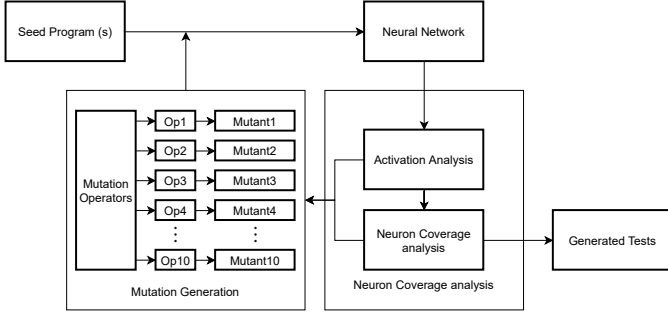 Seed Program (s)
Neural Network
Mutation
Operators
Op1
Mutant1
Op2
Mutant2
Op3
Mutant3
Op4
Mutant4
Op10
Mutant10
Mutation Generation
Activation Analysis
Neuron Coverage
analysis
Neuron Coverage analysis
Generated Tests